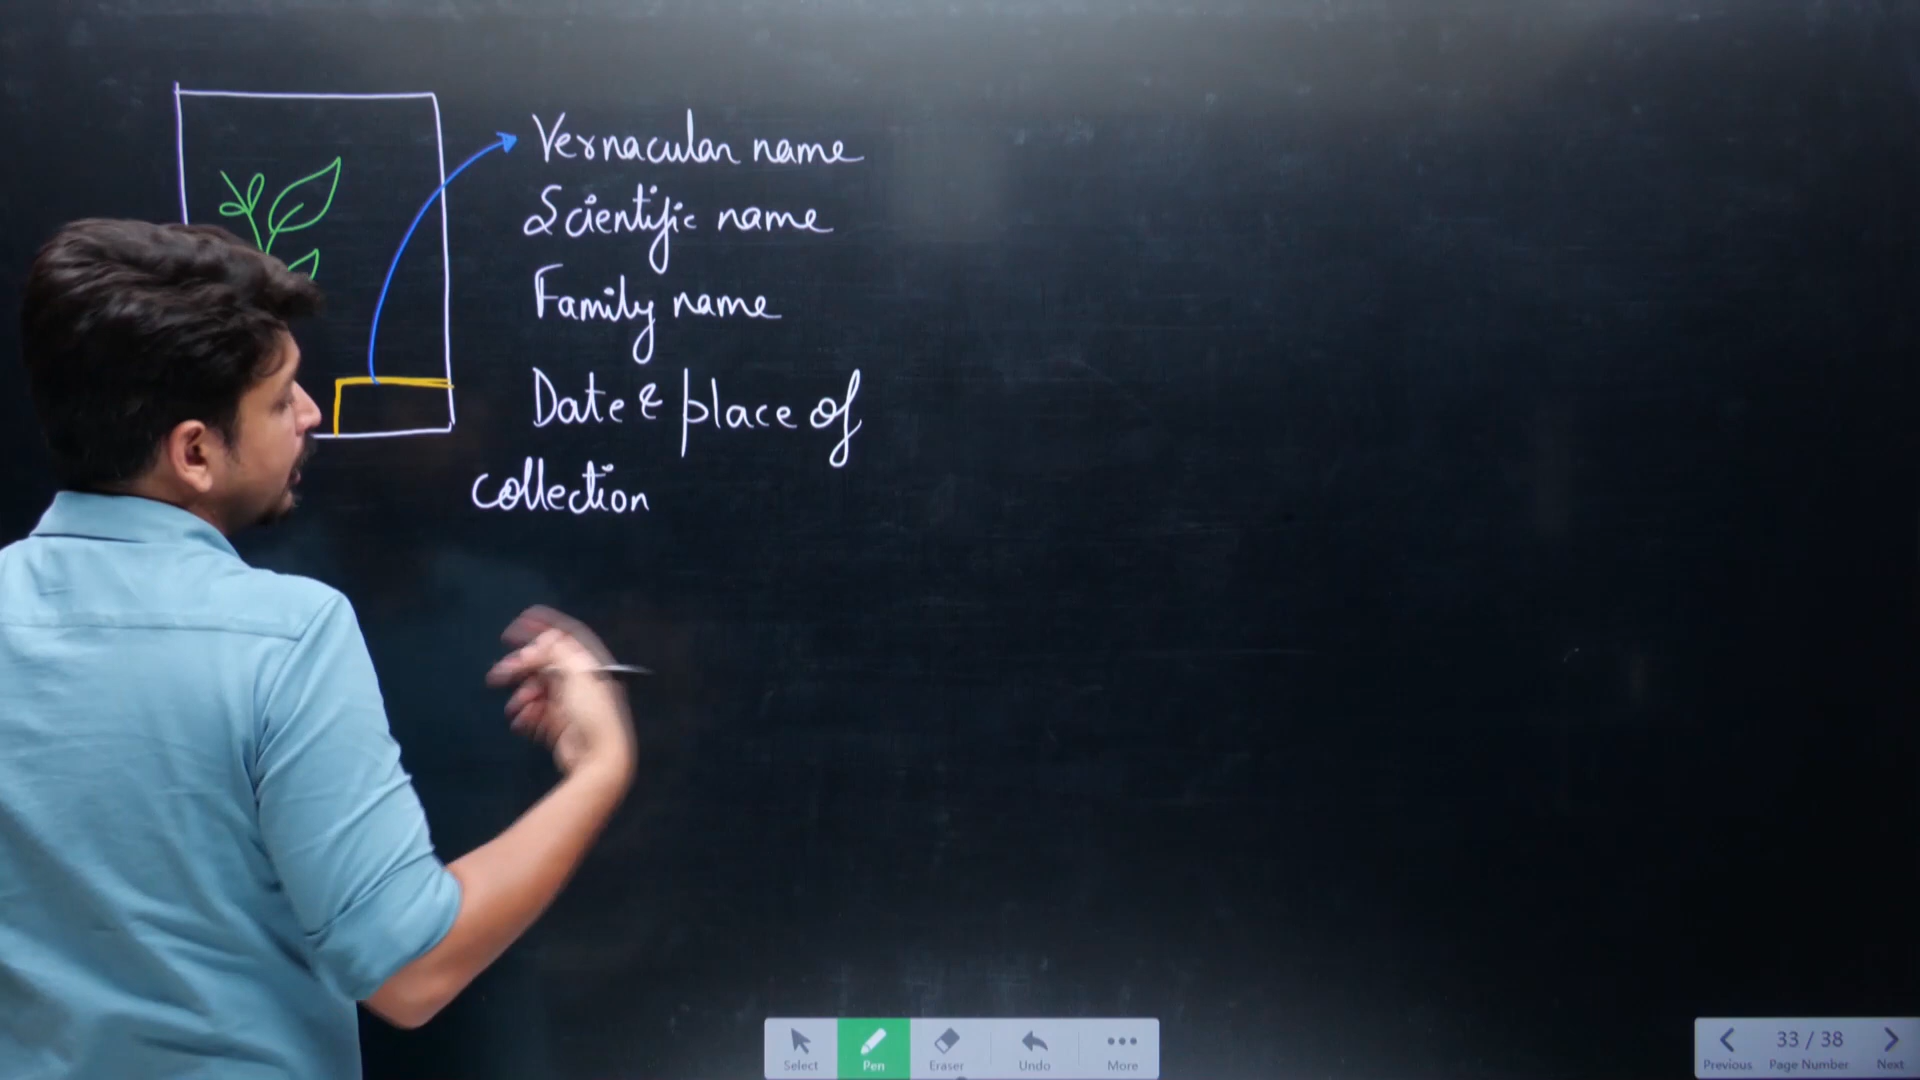 Vernacular name
Scientific name
Family name
Date & place of
collection
Select Pen Eraser Undo More
33 / 38
Previous Page Number Next